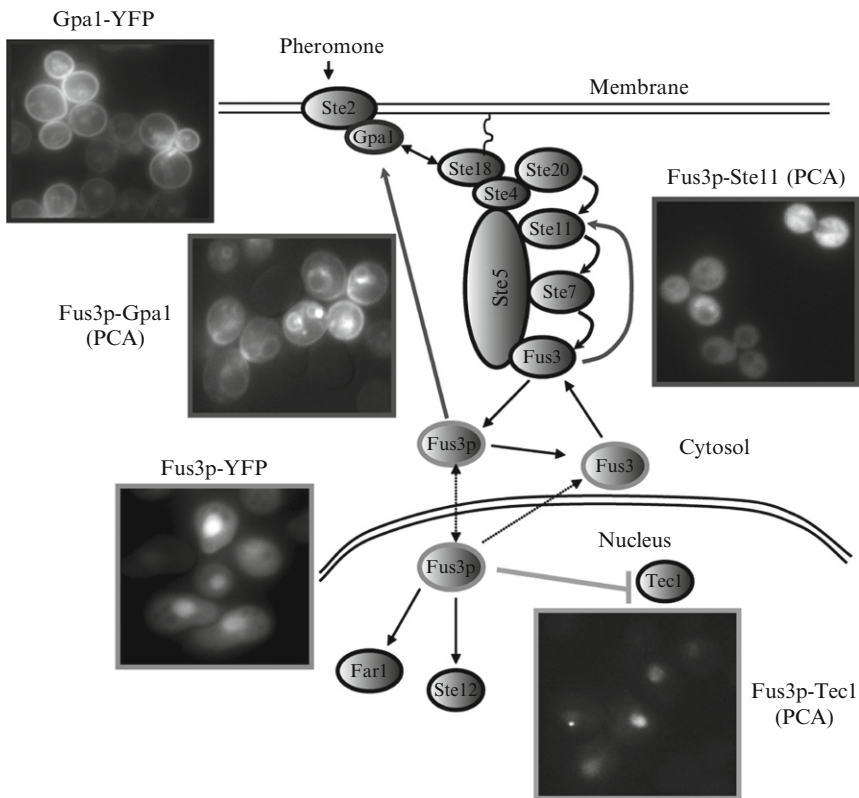 Gpa1-YFP
Pheromone
Membrane
Ste2
Gpa1
Ste18
Ste20
Ste4
Fus3p-Ste11 (PCA)
Ste11
Ste5
Ste7
Fus3p-Gpa1
(PCA)
Fus3
Fus3p
Cytosol
Fus3
Fus3p-YFP
Nucleus
Fus3p
Tec1
Far1
Ste12
Fus3p-Tec1
(PCA)